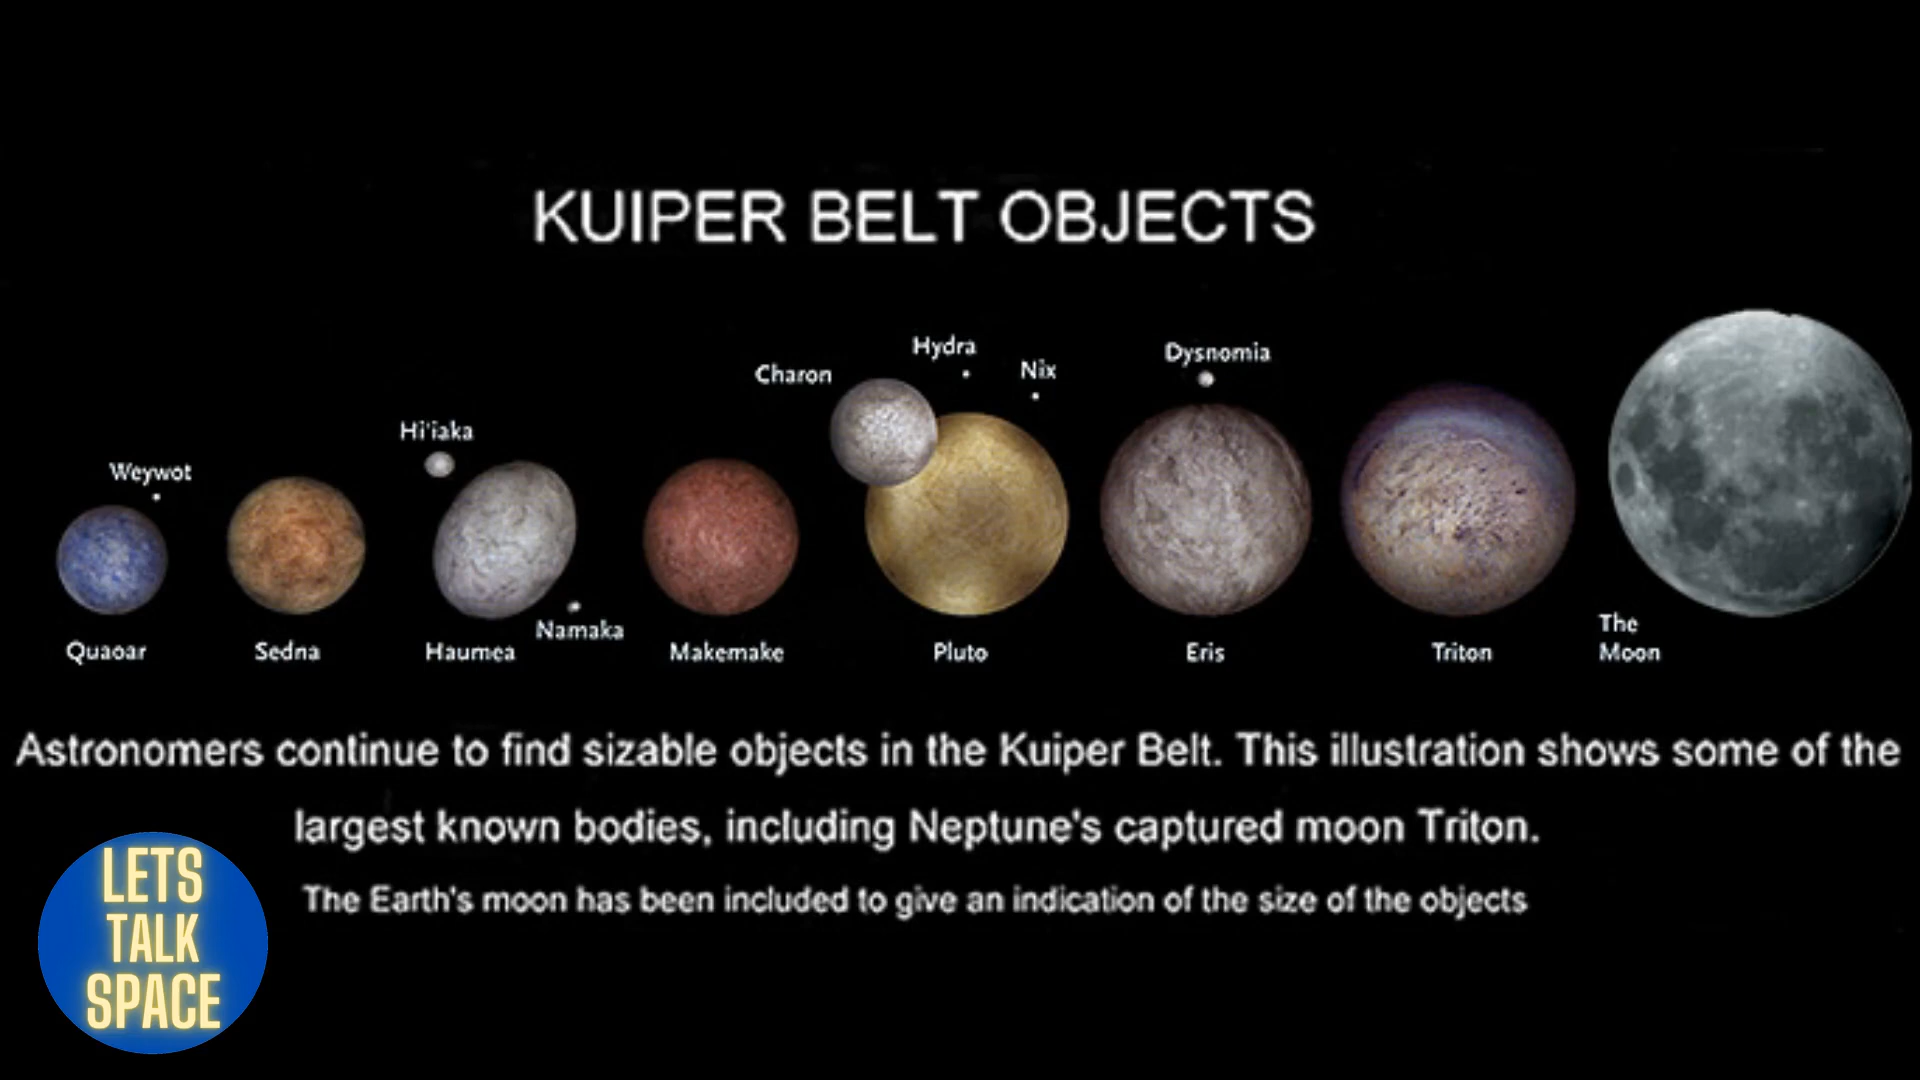 KUIPER BELT OBJECTS
Hydra
Dysnomia
Charon
Nix
Hi'iaka
Weywot
Namaka
Quaoar
Sedna
Haumea
Makemake
Pluto
Eris
Triton
The
Moon
Astronomers continue to find sizable objects in the Kuiper Belt. This illustration shows some of the
largest known bodies, including Neptune's captured moon Triton.
The Earth's moon has been included to give an indication of the size of the objects
LETS
TALK
SPACE